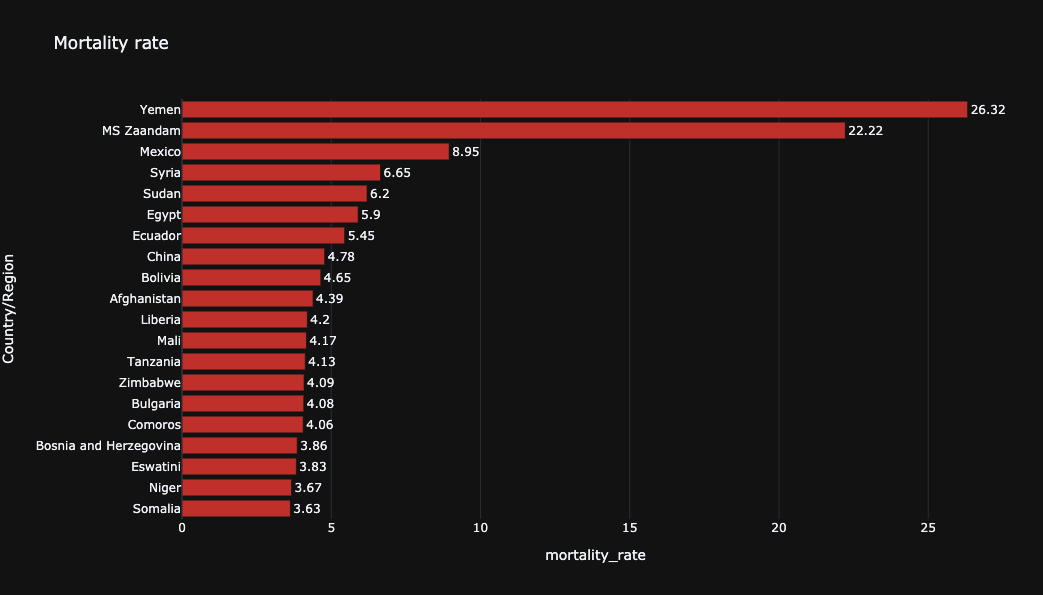 Mortality rate
Country/Region
Yemen 26.32
MS Zaandam 22.22
Mexico 8.95
Syria 6.65
Sudan 6.2
Egypt 5.9
Ecuador 5.45
China 4.78
Bolivia 4.65
Afghanistan 4.39
Liberia 4.2
Mali 4.17
Tanzania 4.13
Zimbabwe 4.09
Bulgaria 4.08
Comoros 4.06
Bosnia and Herzegovina 3.86
Eswatini 3.83
Niger 3.67
Somalia 3.63
0 5 10 15 20 25
mortality_rate